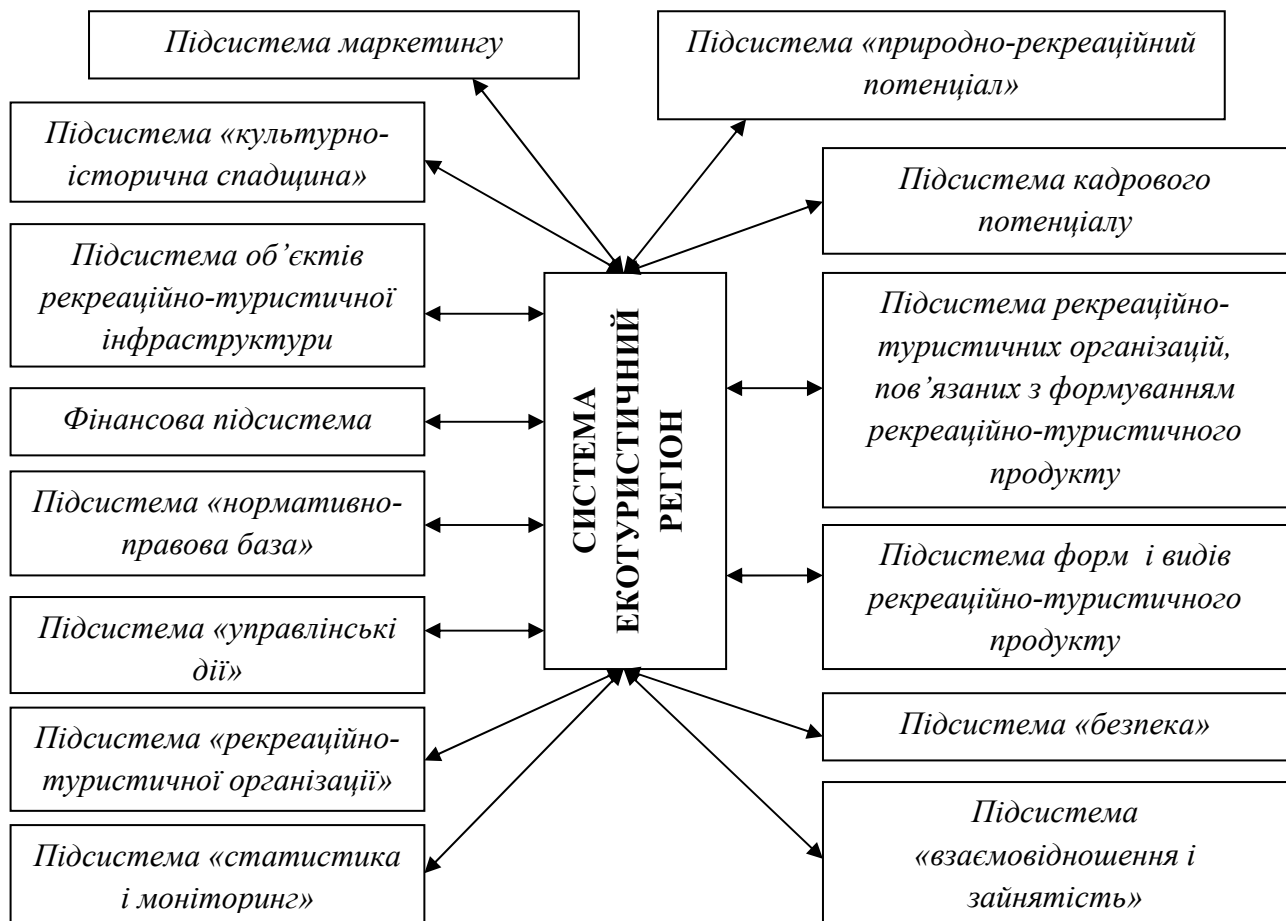 Підсистема маркетингу
Підсистема «природно-рекреаційний
потенціал»
Підсистема «культурно-
історична спадщина»
Підсистема кадрового
потенціалу
Підсистема об’єктів
рекреаційно-туристичної
інфраструктури
Фінансова підсистема
Підсистема «нормативно-
правова база»
Підсистема «управлінські
дії»
Підсистема «рекреаційно-
туристичної організації»
Підсистема «статистика
і моніторинг»
СИСТЕМА
ЕКОТУРИСТИЧНИЙ
РЕГІОН
Підсистема рекреаційно-
туристичних організацій,
пов’язаних з формуванням
рекреаційно-туристичного
продукту
Підсистема форм  і видів
рекреаційно-туристичного
продукту
Підсистема «безпека»
Підсистема
«взаємовідношення і
зайнятість»